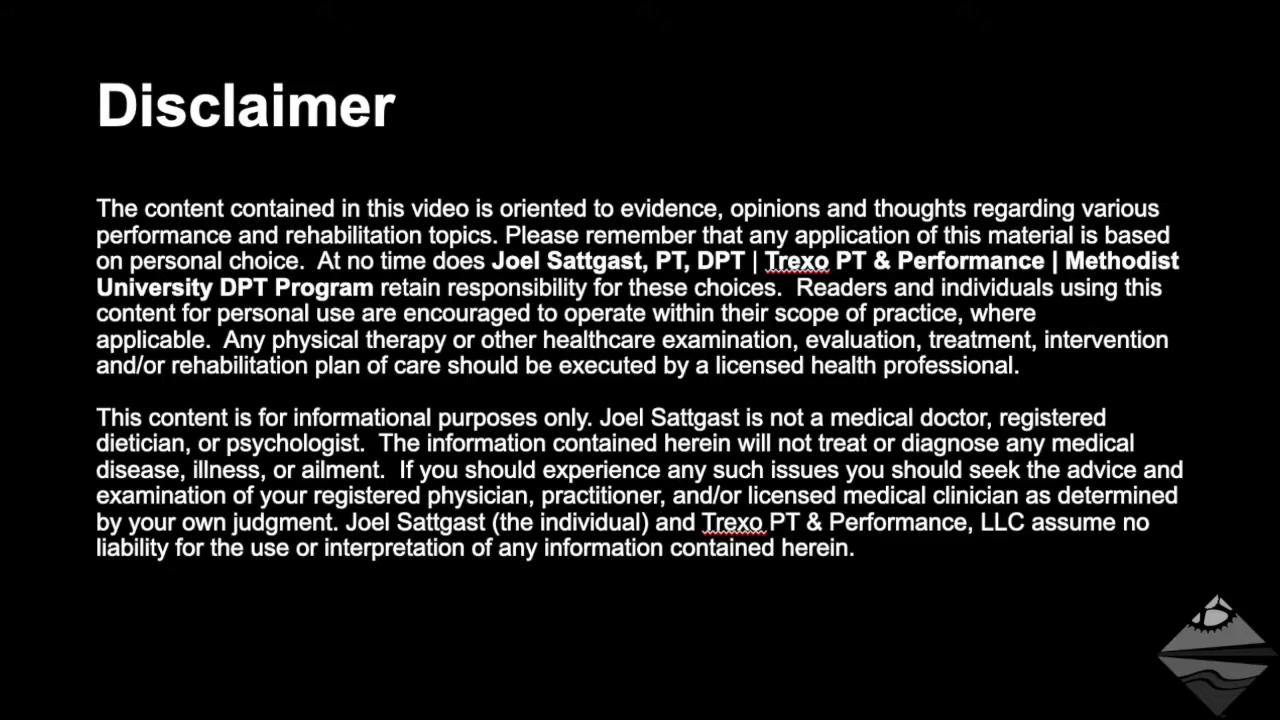 Disclaimer
The content contained in this video is oriented to evidence, opinions and thoughts regarding various
performance and rehabilitation topics. Please remember that any application of this material is based
on personal choice.  At no time does Joel Sattgast, PT, DPT | Trexo PT & Performance | Methodist
University DPT Program retain responsibility for these choices.  Readers and individuals using this
content for personal use are encouraged to operate within their scope of practice, where
applicable.  Any physical therapy or other healthcare examination, evaluation, treatment, intervention
and/or rehabilitation plan of care should be executed by a licensed health professional.
This content is for informational purposes only. Joel Sattgast is not a medical doctor, registered
dietician, or psychologist.  The information contained herein will not treat or diagnose any medical
disease, illness, or ailment.  If you should experience any such issues you should seek the advice and
examination of your registered physician, practitioner, and/or licensed medical clinician as determined
by your own judgment. Joel Sattgast (the individual) and Trexo PT & Performance, LLC assume no
liability for the use or interpretation of any information contained herein.